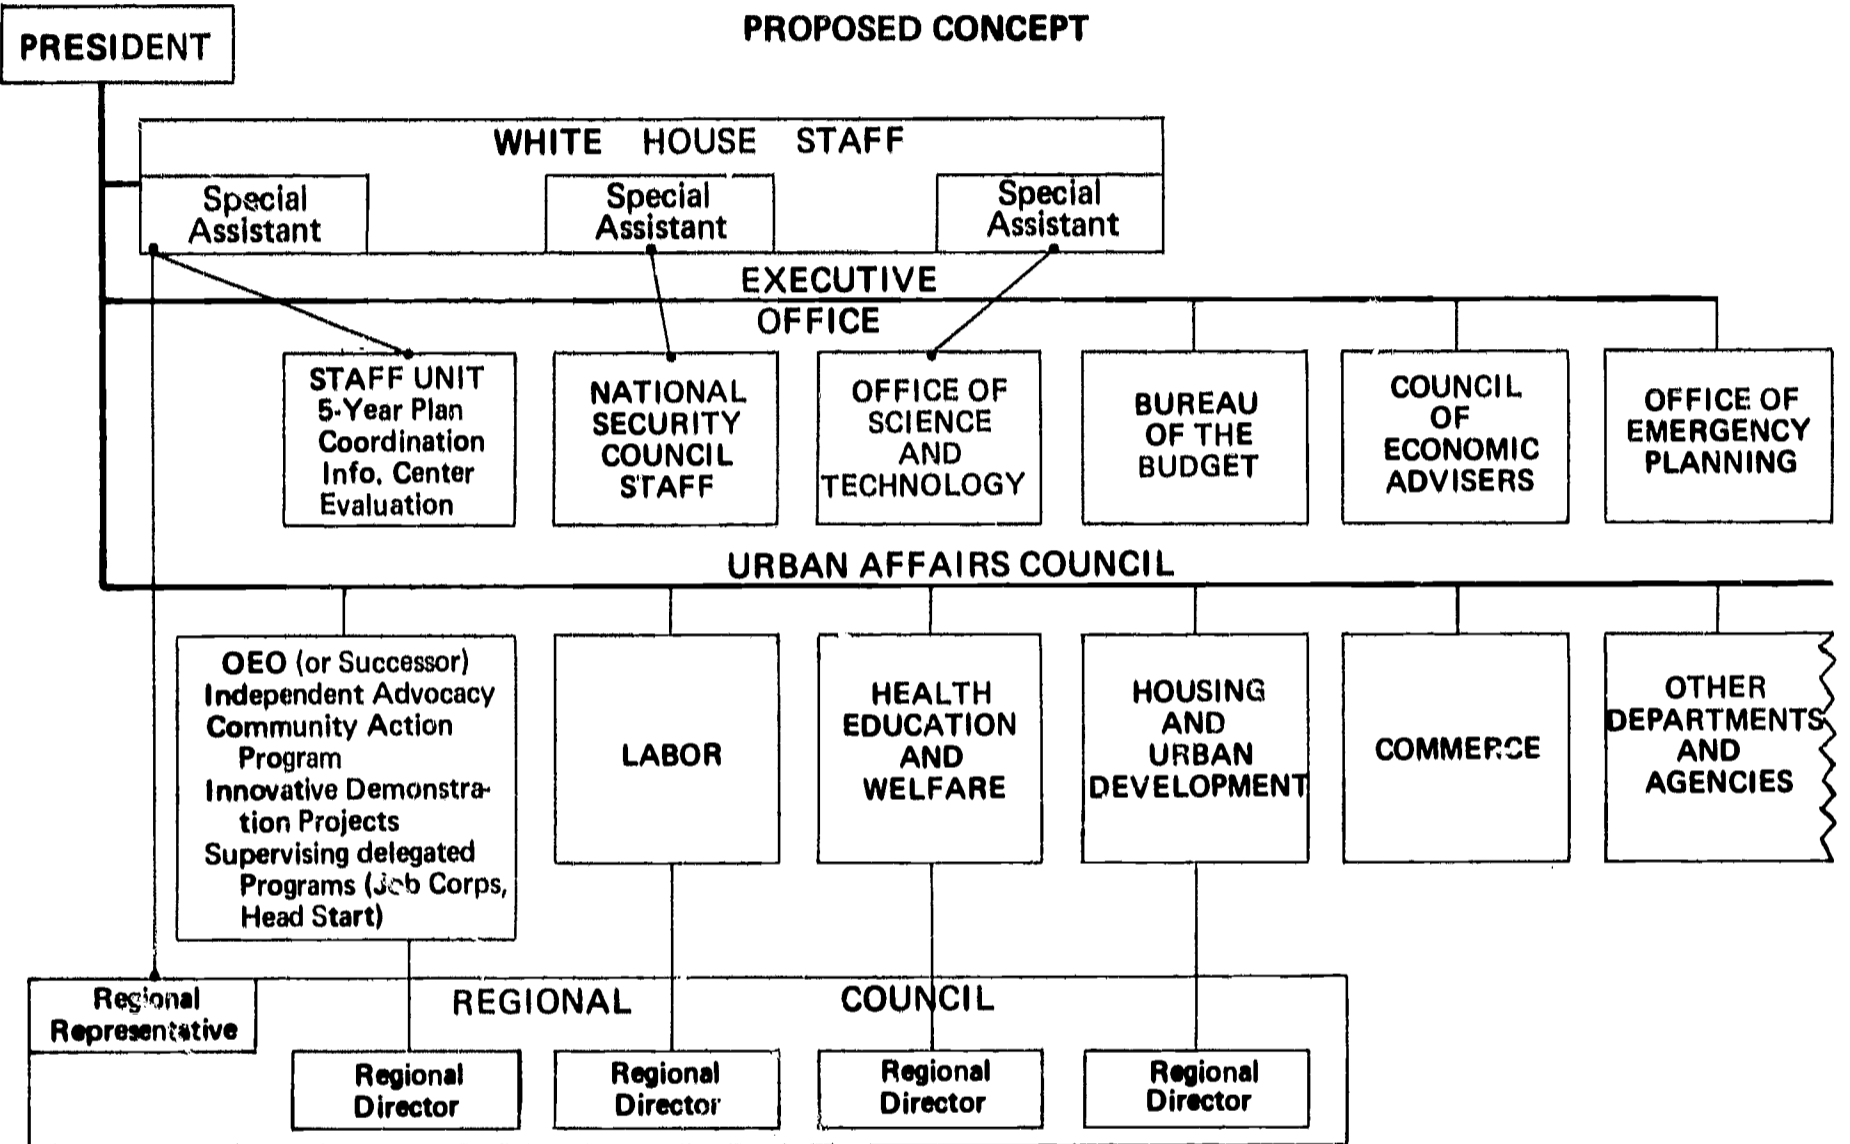 PROPOSED CONCEPT
PRESIDENT
WHITE HOUSE STAFF
Special
Assistant
Special
Assistant
Special
Assistant
EXECUTIVE
OFFICE
STAFF UNIT
5-Year Plan
Coordination
Info. Center
Evaluation
NATIONAL
SECURITY
COUNCIL
STAFF
OFFICE OF
SCIENCE
AND
TECHNOLOGY
BUREAU
OF THE
BUDGET
COUNCIL
OF
ECONOMIC
ADVISERS
OFFICE OF
EMERGENCY
PLANNING
URBAN AFFAIRS COUNCIL
OEO (or Successor)
Independent Advocacy
Community Action
Program
Innovative Demonstra-
tion Projects
Supervising delegated
Programs (Job Corps,
Head Start)
LABOR
HEALTH
EDUCATION
AND
WELFARE
HOUSING
AND
URBAN
DEVELOPMENT
COMMERCE
OTHER
DEPARTMENTS
AND
AGENCIES
REGIONAL COUNCIL
Regional
Representative
Regional
Director
Regional
Director
Regional
Director
Regional
Director